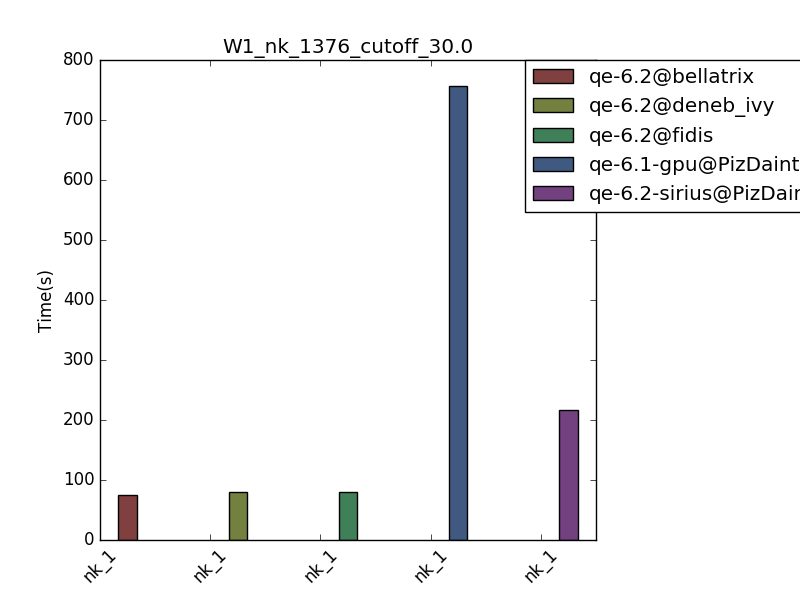 W1_nk_1376_cutoff_30.0
800
700
600
500
400
300
200
100
0
Time(s)
nk_1
nk_1
nk_1
nk_1
nk_1
qe-6.2@bellatrix
qe-6.2@deneb_ivy
qe-6.2@fidis
qe-6.1-gpu@PizDaint
qe-6.2-sirius@PizDain